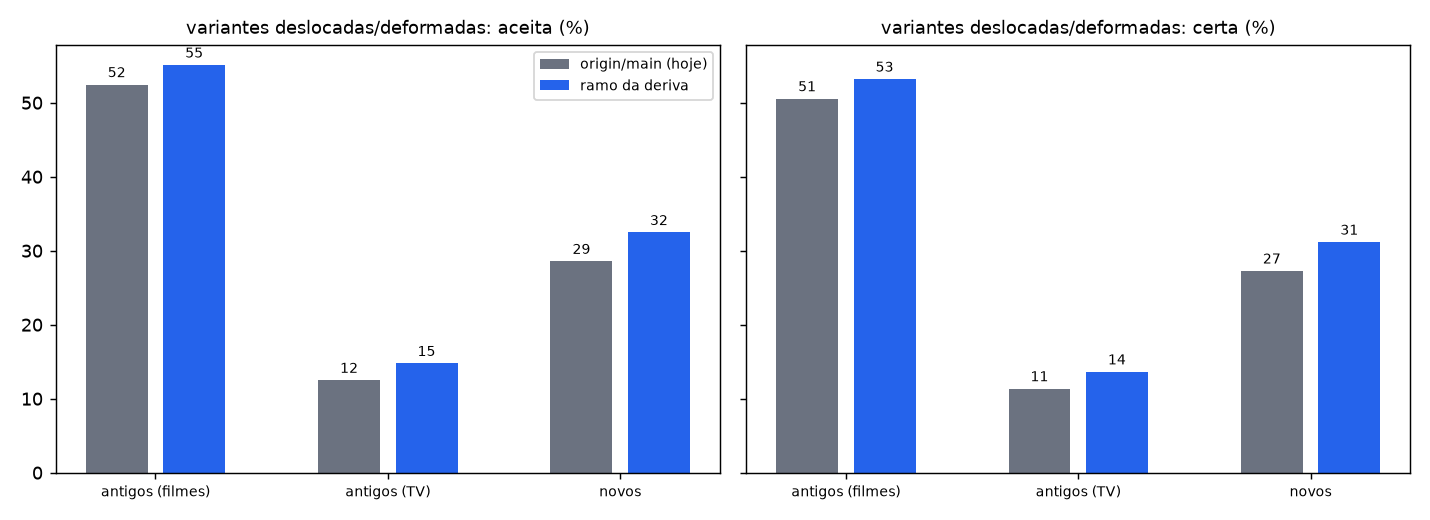 variantes deslocadas/deformadas: aceita (%)
origin/main (hoje)
ramo da deriva
0
10
20
30
40
50
52
55
12
15
29
32
antigos (filmes)
antigos (TV)
novos
variantes deslocadas/deformadas: certa (%)
51
53
11
14
27
31
antigos (filmes)
antigos (TV)
novos